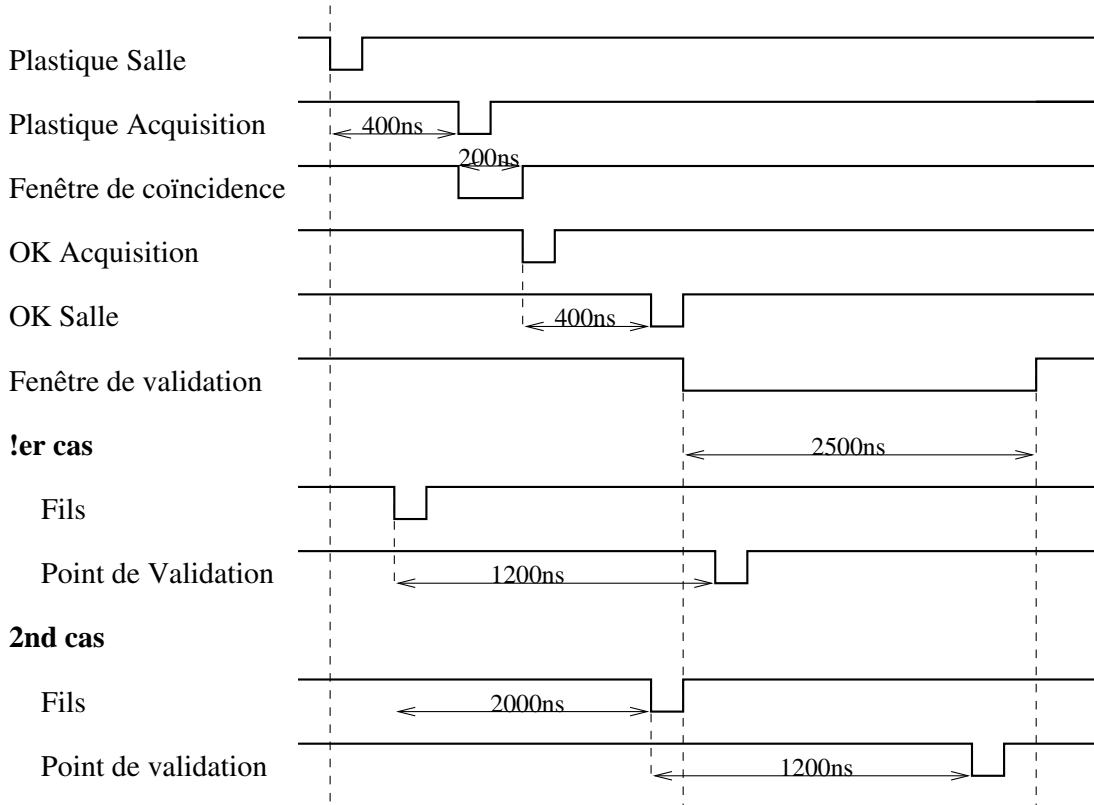 Plastique Salle
Plastique Acquisition
400ns
200ns
Fenêtre de coïncidence
OK Acquisition
OK Salle
400ns
Fenêtre de validation
!er cas
2500ns
Fils
Point de Validation
1200ns
2nd cas
Fils
2000ns
Point de validation
1200ns